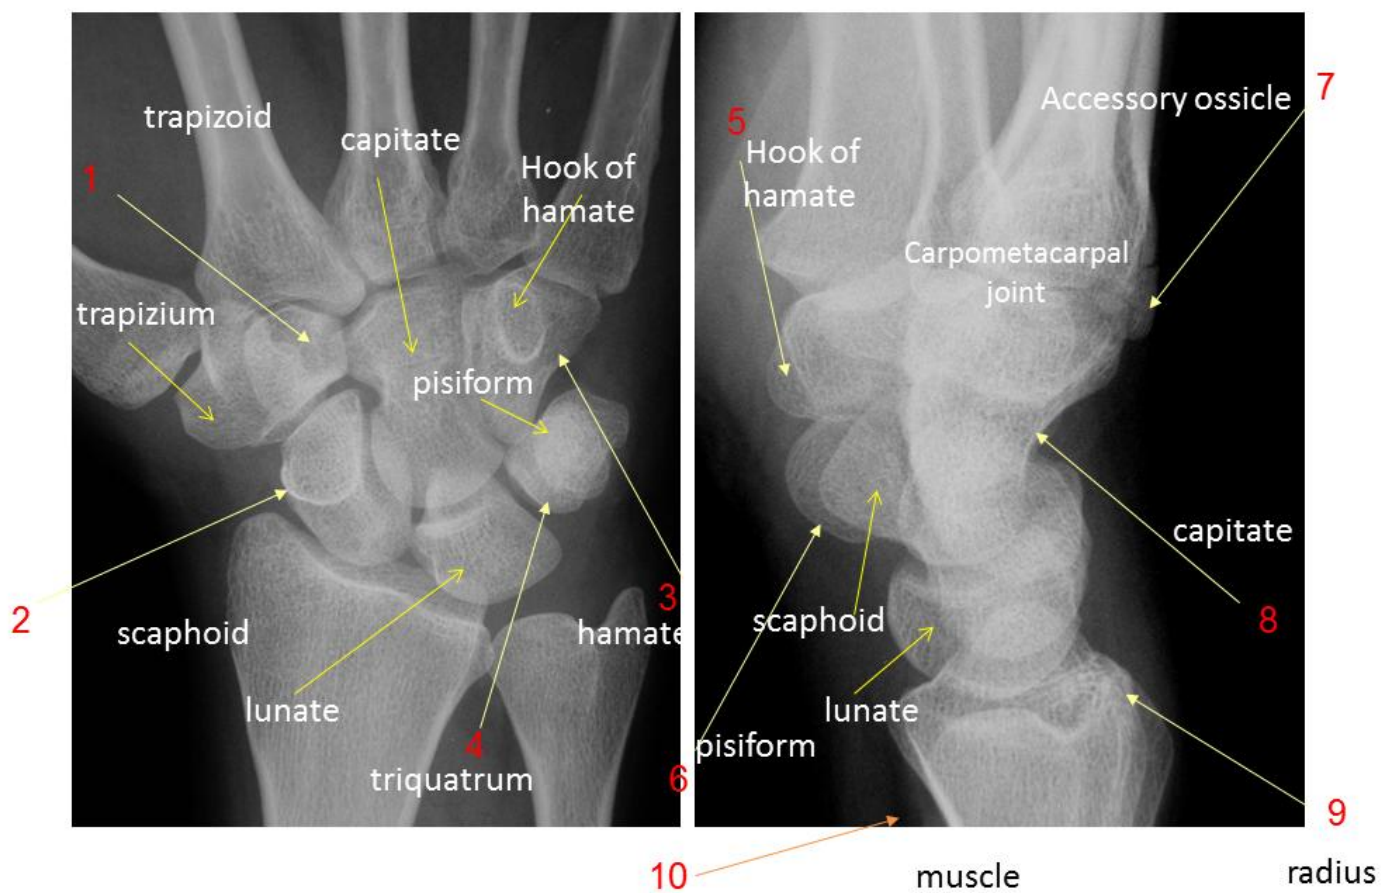 trapizoid
capitate
1
Hook of
hamate
trapizium
pisiform
2
scaphoid
3
hamate
lunate
4
triquatrum
5
Hook of
hamate
Accessory ossicle
7
Carpometacarpal
joint
capitate
scaphoid
8
lunate
pisiform
6
9
10
muscle
radius